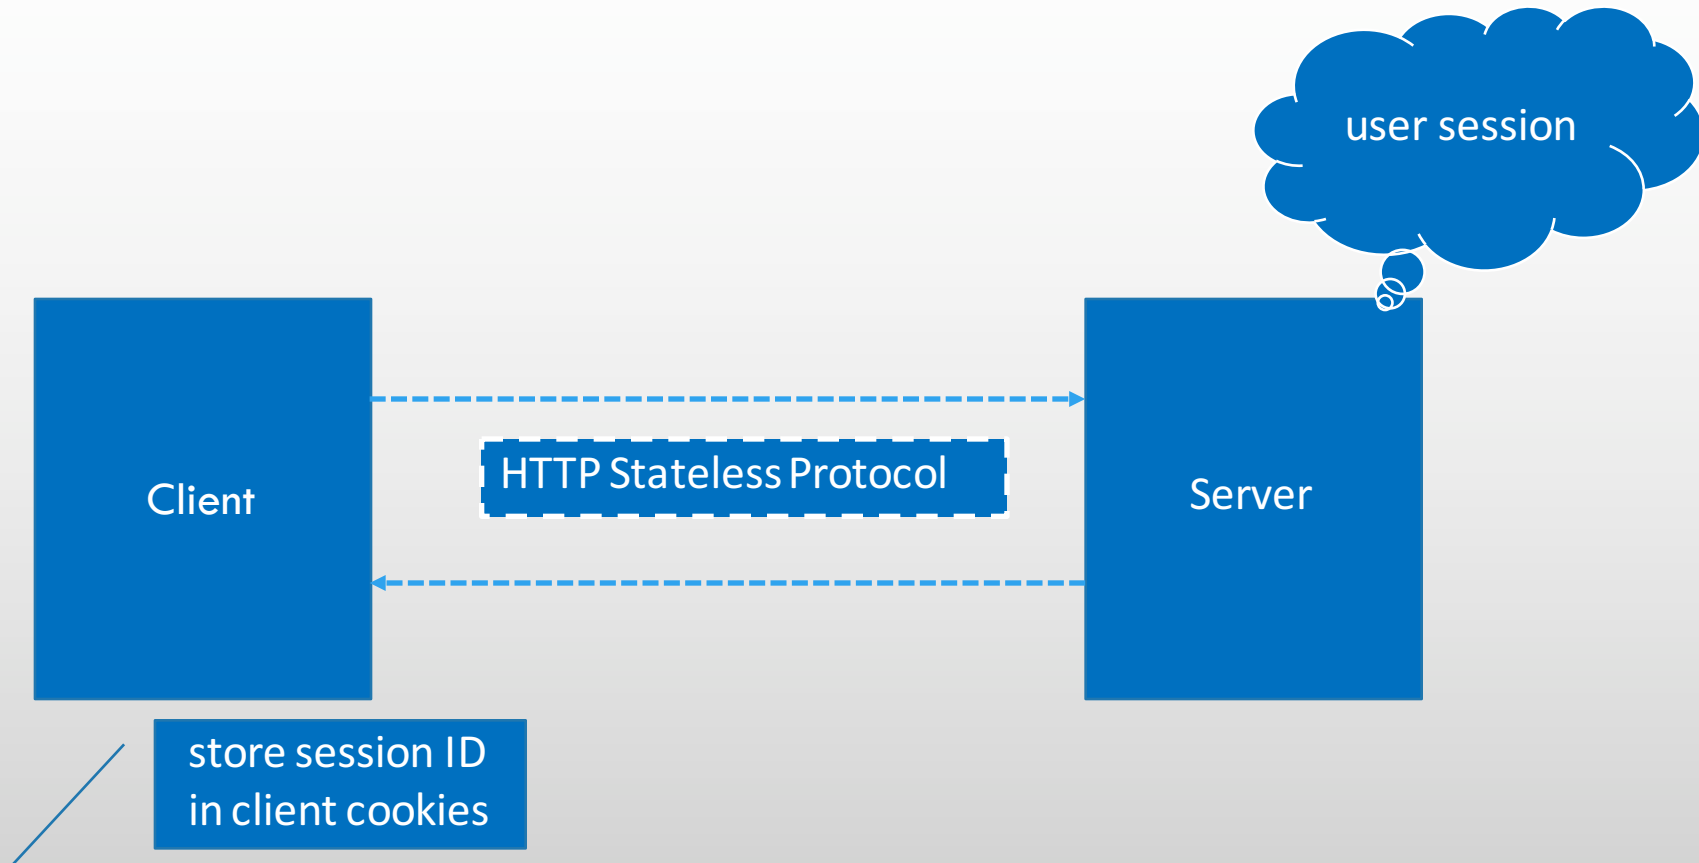 user session
HTTP Stateless Protocol
Client
Server
store session ID
in client cookies